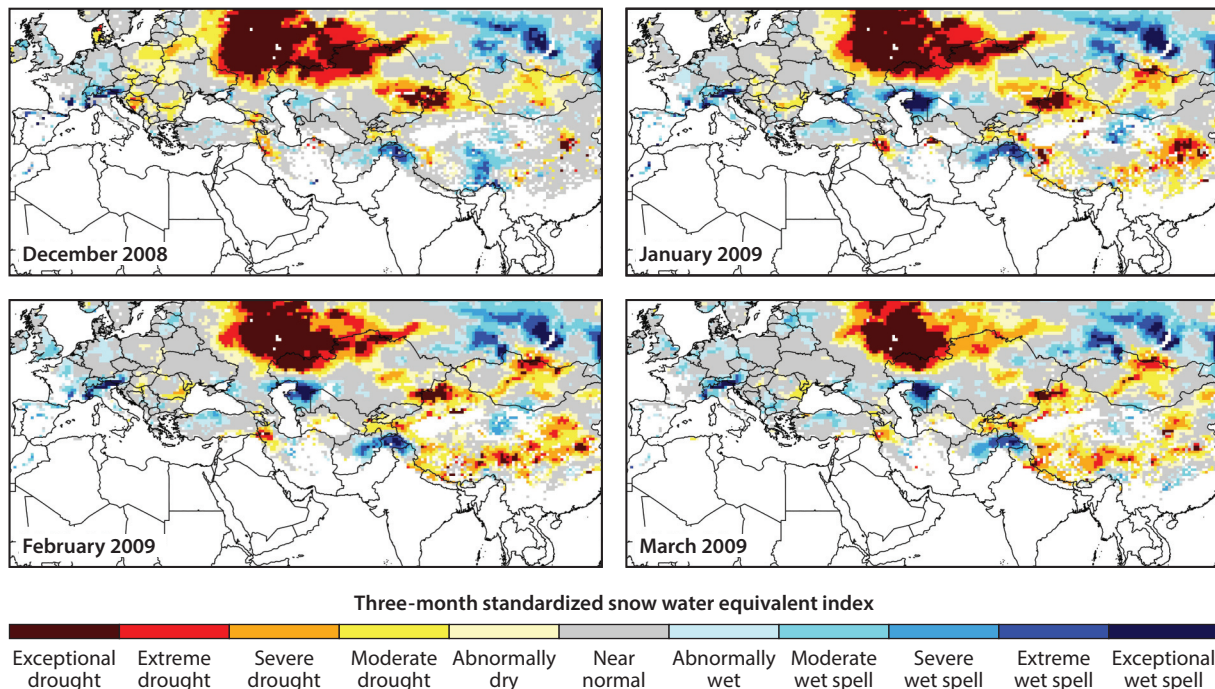 December 2008
January 2009
February 2009
March 2009
Three-month standardized snow water equivalent index
Exceptional drought
Extreme drought
Severe drought
Moderate drought
Abnormally dry
Near normal
Abnormally wet
Moderate wet spell
Severe wet spell
Extreme wet spell
Exceptional wet spell